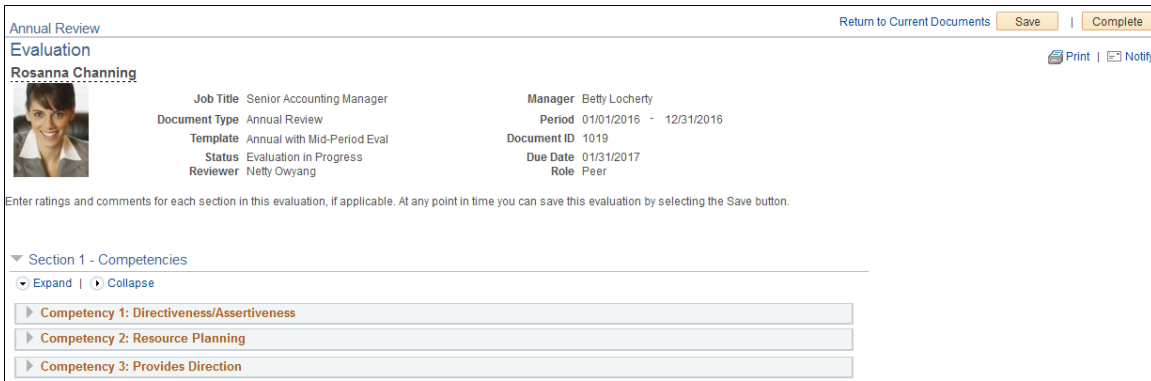 Annual Review
Return to Current Documents Save | Complete
Evaluation
Print | Notify
Rosanna Channing
Job Title Senior Accounting Manager Manager Betty Locherty
Document Type Annual Review Period 01/01/2016 - 12/31/2016
Template Annual with Mid-Period Eval Document ID 1019
Status Evaluation in Progress Due Date 01/31/2017
Reviewer Netty Owyang Role Peer
Enter ratings and comments for each section in this evaluation, if applicable. At any point in time you can save this evaluation by selecting the Save button.
Section 1 - Competencies
Expand | Collapse
Competency 1: Directiveness/Assertiveness
Competency 2: Resource Planning
Competency 3: Provides Direction